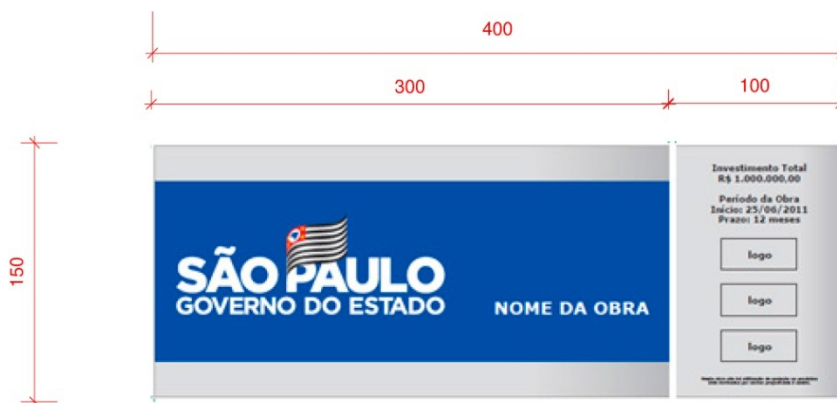 400
300
100
150
Investimento Total
R$ 1.000.000,00
Período da Obra
Início: 25/06/2011
Prazo: 12 meses
SÃO PAULO
GOVERNO DO ESTADO
NOME DA OBRA
logo
logo
logo